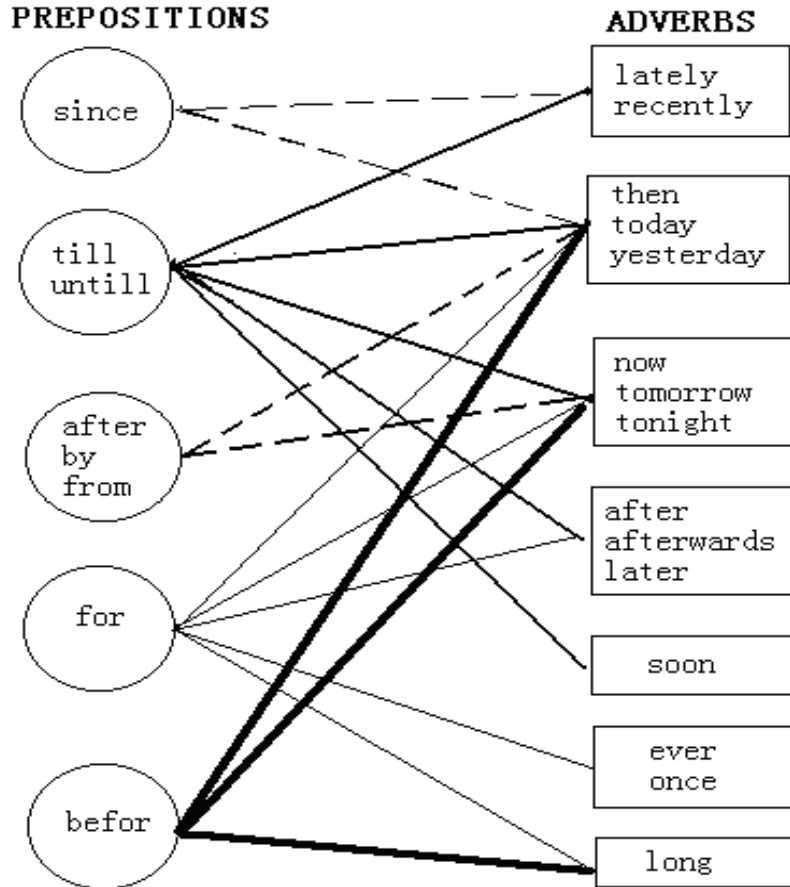 PREPOSITIONS
ADVERBS
since
till
untill
after
by
from
for
befor
lately
recently
then
today
yesterday
now
tomorrow
tonight
after
afterwards
later
soon
ever
once
long